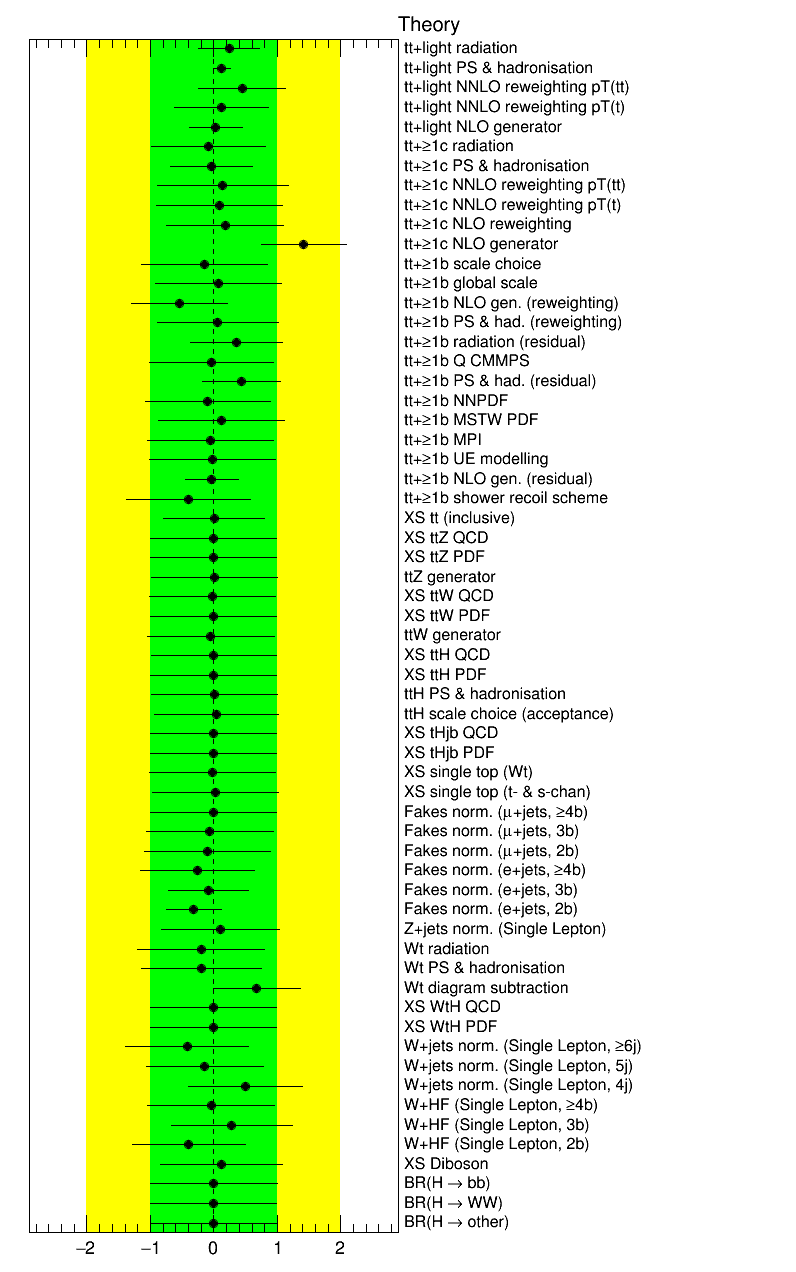 Theory
tt+light radiation
tt+light PS & hadronisation
tt+light NNLO reweighting pT(tt)
tt+light NNLO reweighting pT(t)
tt+light NLO generator
tt+≥1c radiation
tt+≥1c PS & hadronisation
tt+≥1c NNLO reweighting pT(tt)
tt+≥1c NNLO reweighting pT(t)
tt+≥1c NLO reweighting
tt+≥1c NLO generator
tt+≥1b scale choice
tt+≥1b global scale
tt+≥1b NLO gen. (reweighting)
tt+≥1b PS & had. (reweighting)
tt+≥1b radiation (residual)
tt+≥1b Q CMMPS
tt+≥1b PS & had. (residual)
tt+≥1b NNPDF
tt+≥1b MSTW PDF
tt+≥1b MPI
tt+≥1b UE modelling
tt+≥1b NLO gen. (residual)
tt+≥1b shower recoil scheme
XS tt (inclusive)
XS ttZ QCD
XS ttZ PDF
ttZ generator
XS ttW QCD
XS ttW PDF
ttW generator
XS ttH QCD
XS ttH PDF
ttH PS & hadronisation
ttH scale choice (acceptance)
XS tHjb QCD
XS tHjb PDF
XS single top (Wt)
XS single top (t- & s-chan)
Fakes norm. (μ+jets, ≥4b)
Fakes norm. (μ+jets, 3b)
Fakes norm. (μ+jets, 2b)
Fakes norm. (e+jets, ≥4b)
Fakes norm. (e+jets, 3b)
Fakes norm. (e+jets, 2b)
Z+jets norm. (Single Lepton)
Wt radiation
Wt PS & hadronisation
Wt diagram subtraction
XS WtH QCD
XS WtH PDF
W+jets norm. (Single Lepton, ≥6j)
W+jets norm. (Single Lepton, 5j)
W+jets norm. (Single Lepton, 4j)
W+HF (Single Lepton, ≥4b)
W+HF (Single Lepton, 3b)
W+HF (Single Lepton, 2b)
XS Diboson
BR(H → bb)
BR(H → WW)
BR(H → other)
−2 −1 0 1 2